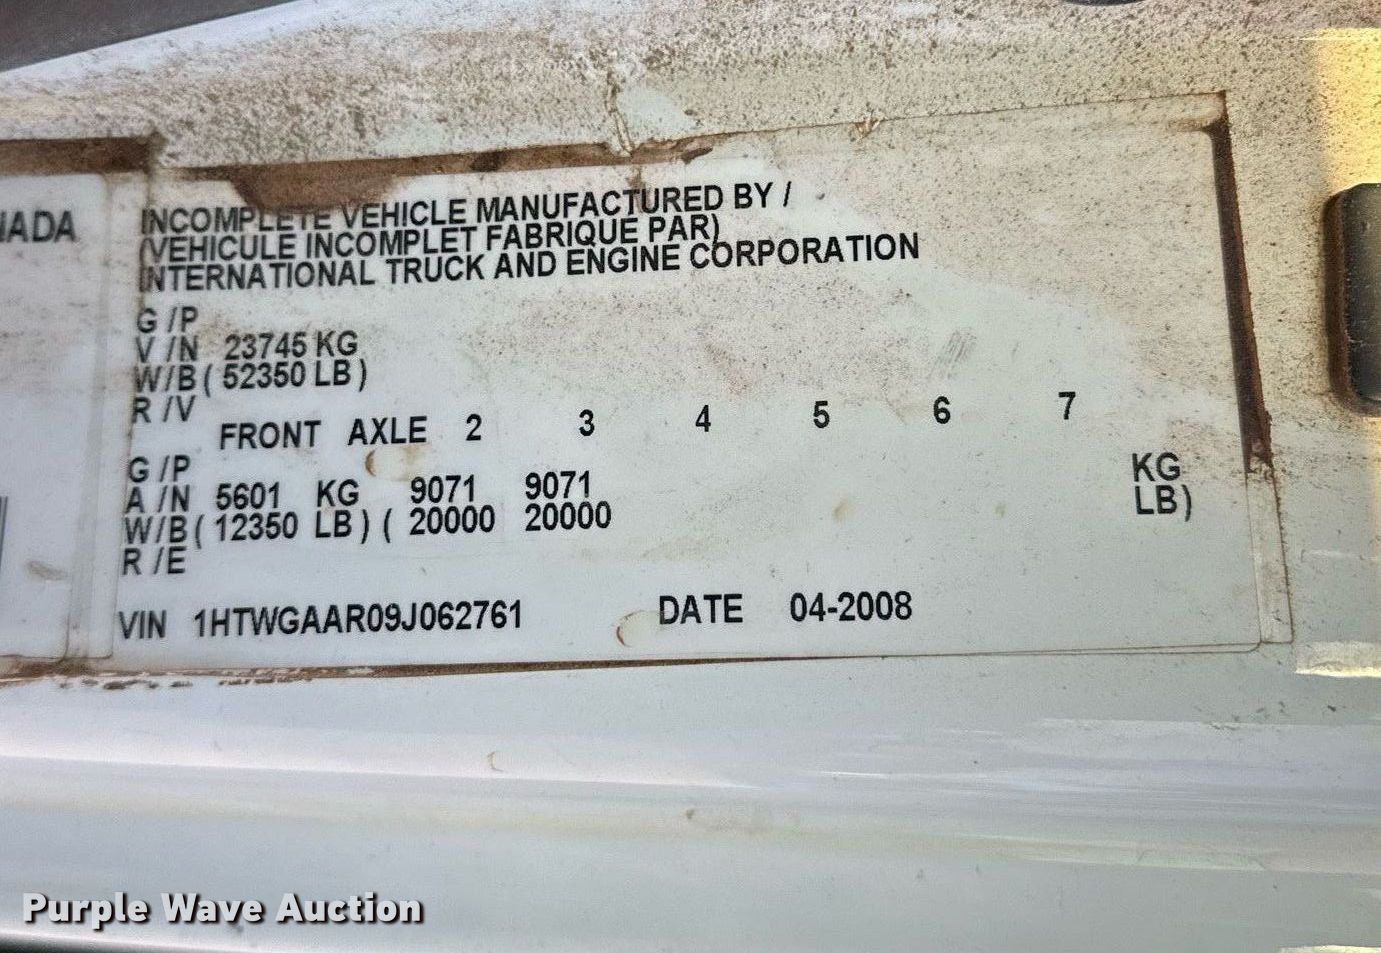 NADA
INCOMPLETE VEHICLE MANUFACTURED BY /
(VEHICULE INCOMPLET FABRIQUE PAR)
INTERNATIONAL TRUCK AND ENGINE CORPORATION
G /P
V /N 23745 KG
W/B ( 52350 LB )
R /V
FRONT AXLE 2 3 4 5 6 7
G /P
A /N 5601 KG 9071 9071 KG
W/B ( 12350 LB ) ( 20000 20000 LB)
R /E
VIN 1HTWGAAR09J062761 DATE 04-2008
Purple Wave Auction